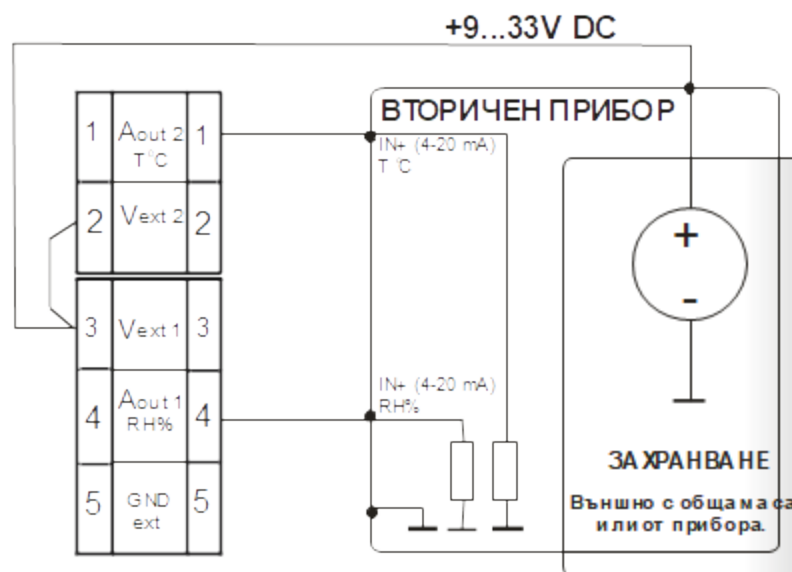 +9...33V DC
ВТОРИЧЕН ПРИБОР
1 Aout 2 1
T°C
IN+ (4-20 mA)
T °C
2 Vext 2 2
+
-
3 Vext 1 3
IN+ (4-20 mA)
RH%
4 Aout 1 4
RH%
ЗАХРАНВАНЕ
5 GND 5
ext
Външно с обща маса
или от прибора.